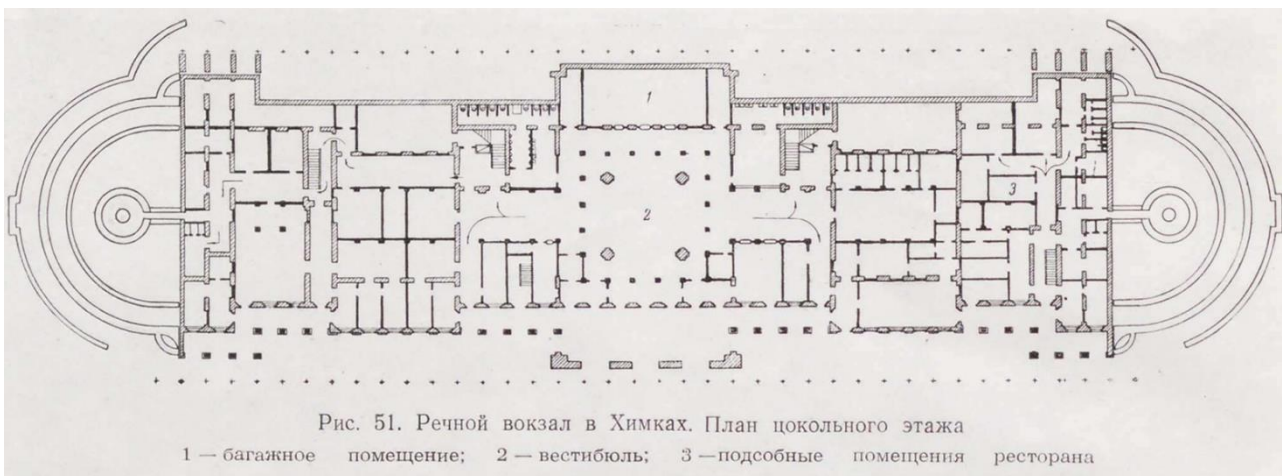 1
2
3
Рис. 51. Речной вокзал в Химках. План цокольного этажа
1 — багажное помещение; 2 — вестибюль; 3 — подсобные помещения ресторана